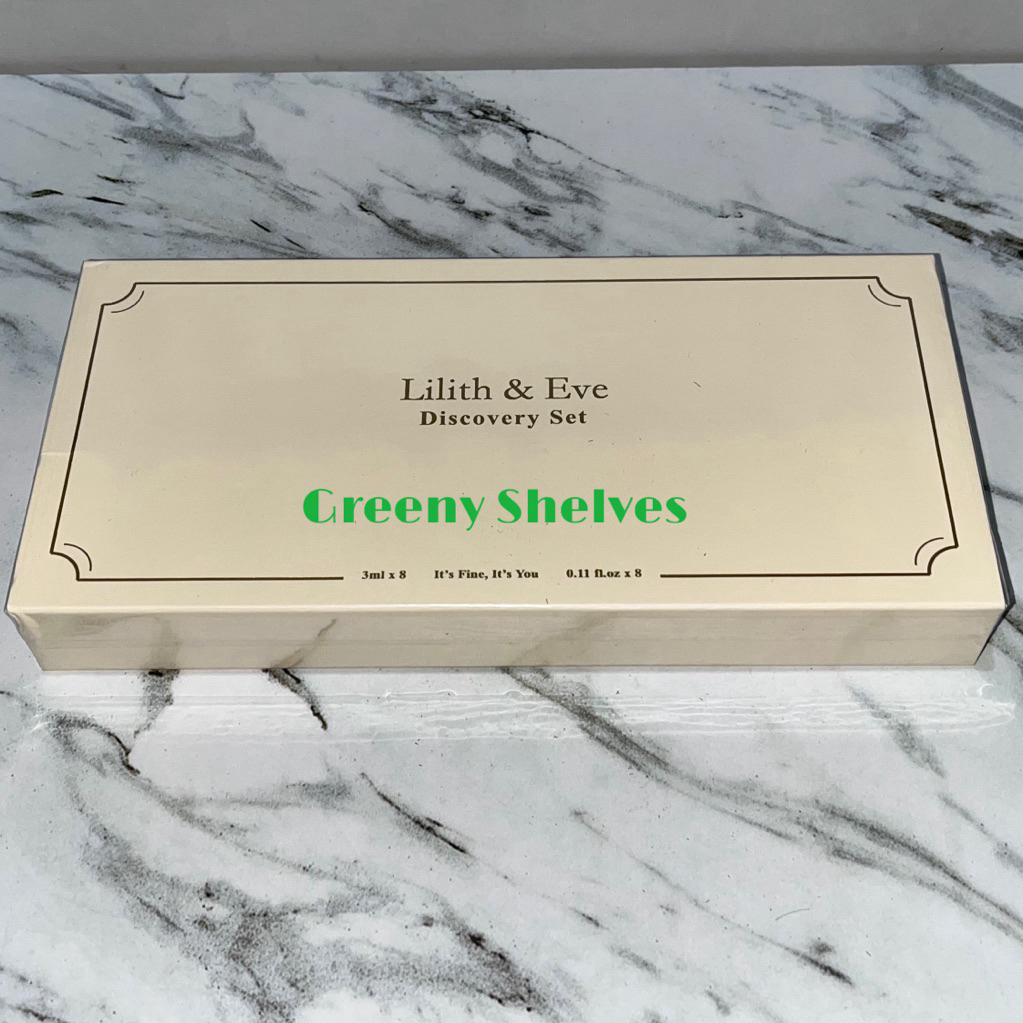 Lilith & Eve
Discovery Set
Greeny Shelves
3ml x 8 It's Fine, It's You 0.11 fl.oz x 8